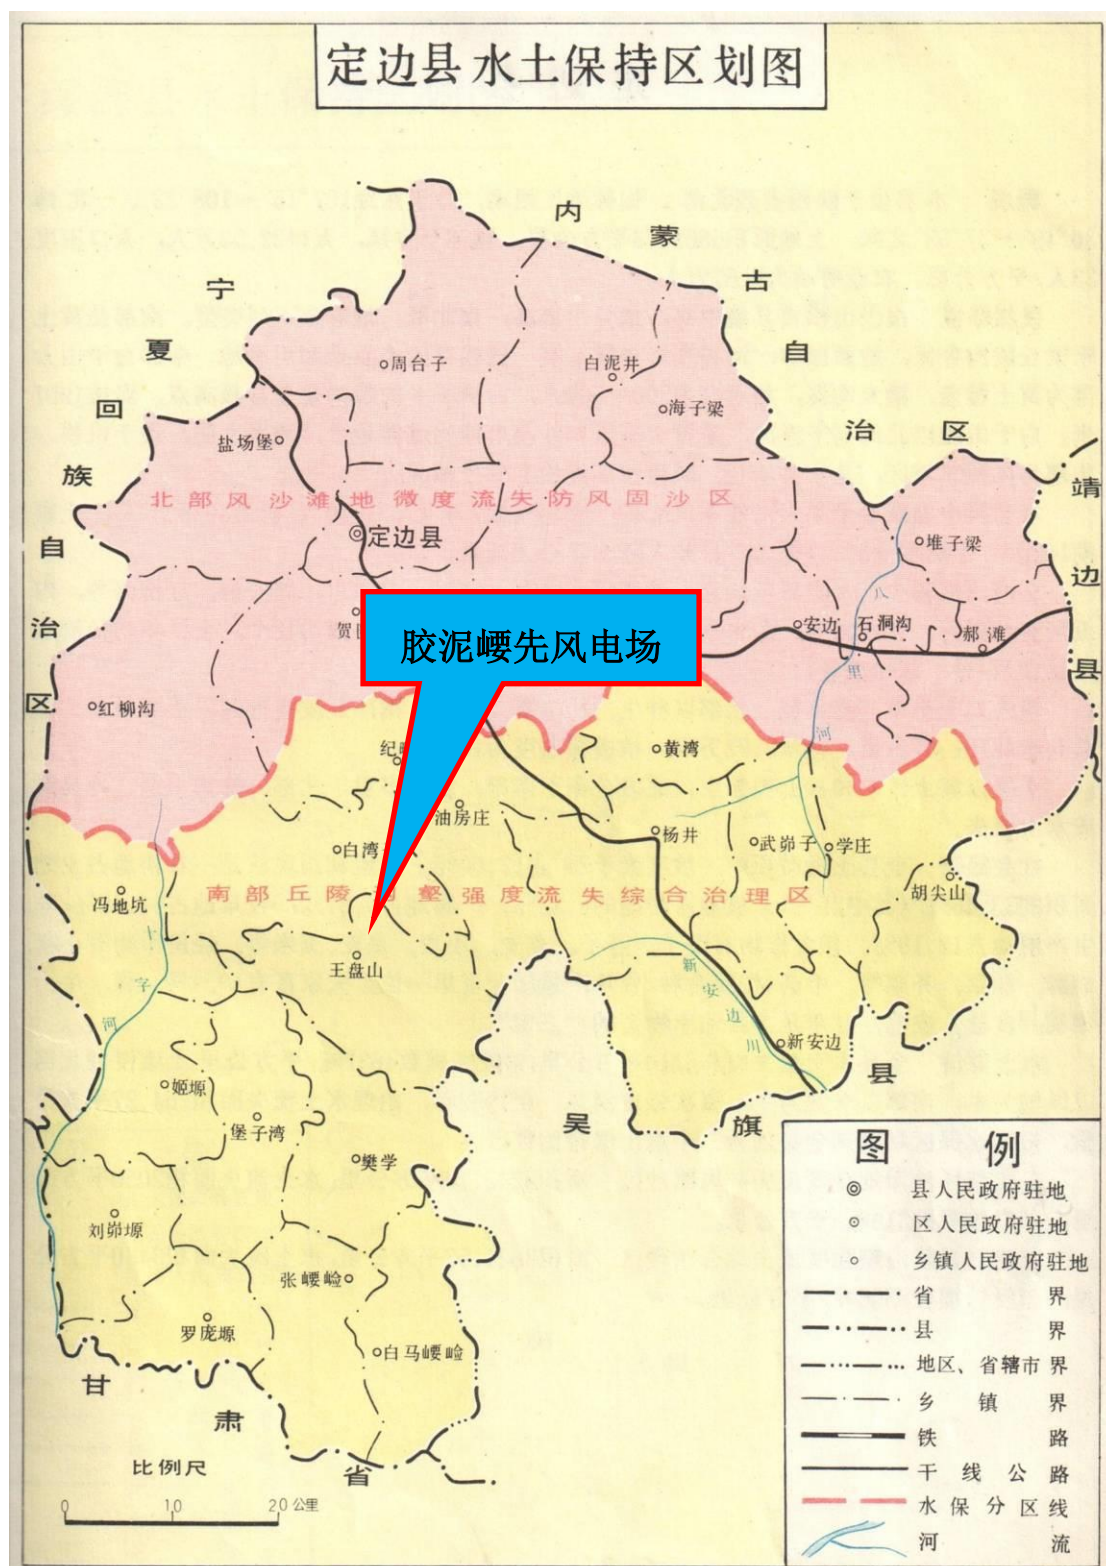 定边县水土保持区划图
内蒙古自治区
宁夏回族自治区
靖边县
周台子
白泥井
海子梁
盐场堡
北部风沙滩地微度流失防风固沙区
定边县
堆子梁
八里河
安边
石洞沟
郝滩
贺
胶泥崾先风电场
红柳沟
纪
黄湾
油房庄
杨井
武峁子
学庄
白湾
胡尖山
冯地坑
南部丘陵沟壑强度流失综合治理区
十字河
王盘山
新安边川
新安边
姬塬
堡子湾
樊学
吴旗县
刘峁塬
张崾崄
罗庞塬
白马崾崄
甘肃省
比例尺
0 10 20公里
图例
县人民政府驻地
区人民政府驻地
乡镇人民政府驻地
省界
县界
地区、省辖市界
乡镇界
铁路
干线公路
水保分区线
河流